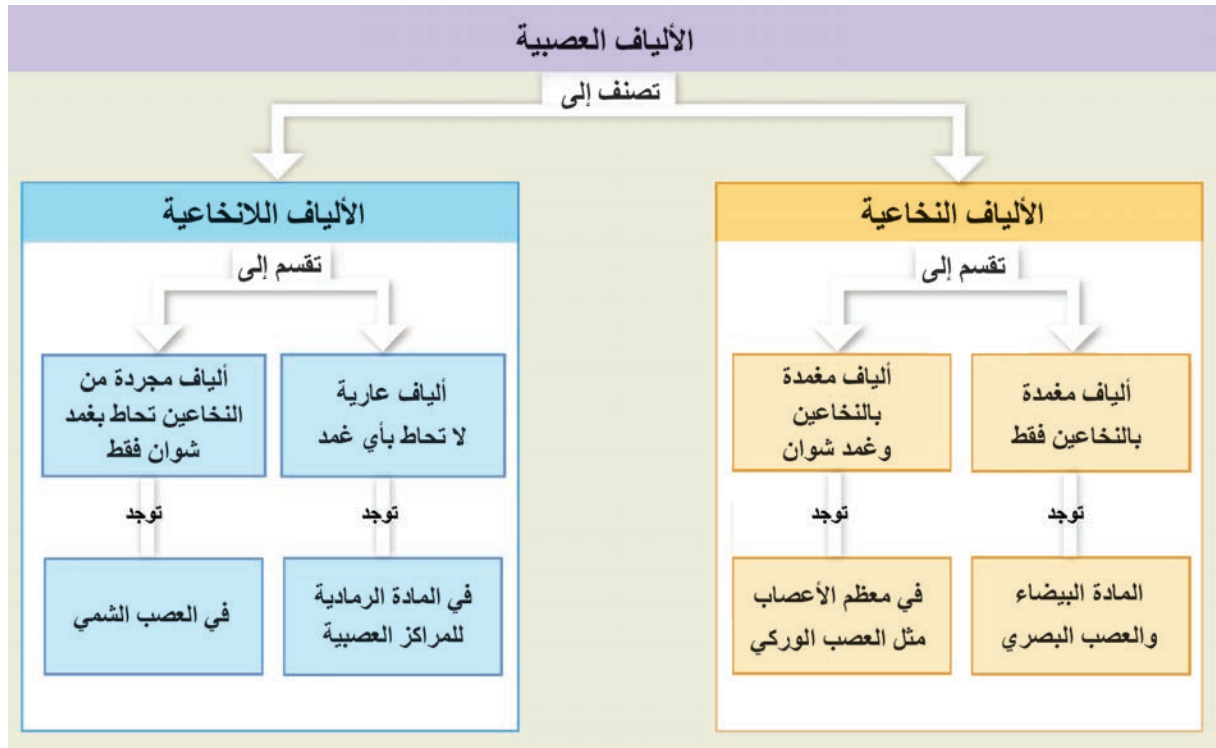 الألياف العصبية
تصنف إلى
الألياف النخاعية
تقسم إلى
ألياف مغمدة
بالنخاعين فقط
توجد
المادة البيضاء
والعصب البصري
ألياف مغمدة
بالنخاعين
وغمد شوان
توجد
في معظم الأعصاب
مثل العصب الوركي
الألياف اللانخاعية
تقسم إلى
ألياف عارية
لا تحاط بأي غمد
توجد
في المادة الرمادية
للمراكز العصبية
ألياف مجردة من
النخاعين تحاط بغمد
شوان فقط
توجد
في العصب الشمي